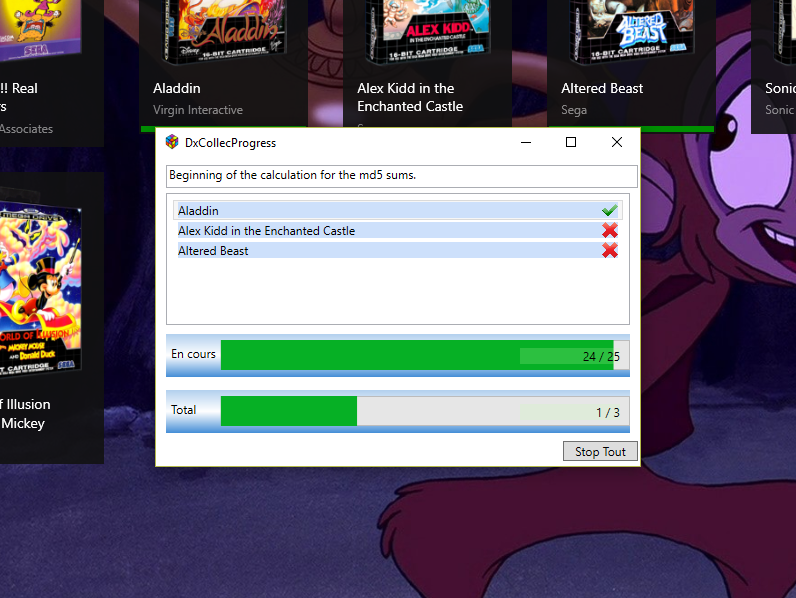 SEGA
Disney
Aladdin
Virgin
16-BIT CARTRIDGE
ALEX KIDD
IN THE ENCHANTED CASTLE
16-BIT CARTRIDGE
SEGA
ALTERED
BEAST
16-BIT CARTRIDGE
SEGA
!! Real
rs
Associates
Aladdin
Virgin Interactive
Alex Kidd in the
Enchanted Castle
Altered Beast
Sega
Sonic
Sonic
DxCollecProgress
Beginning of the calculation for the md5 sums.
Aladdin
Alex Kidd in the Enchanted Castle
Altered Beast
En cours
24 / 25
Total
1 / 3
Stop Tout
MEGA DRIVE
WORLD OF ILLUSION
MICKEY MOUSE
AND Donald Duck
CARTRIDGE
SEGA
f Illusion
Mickey